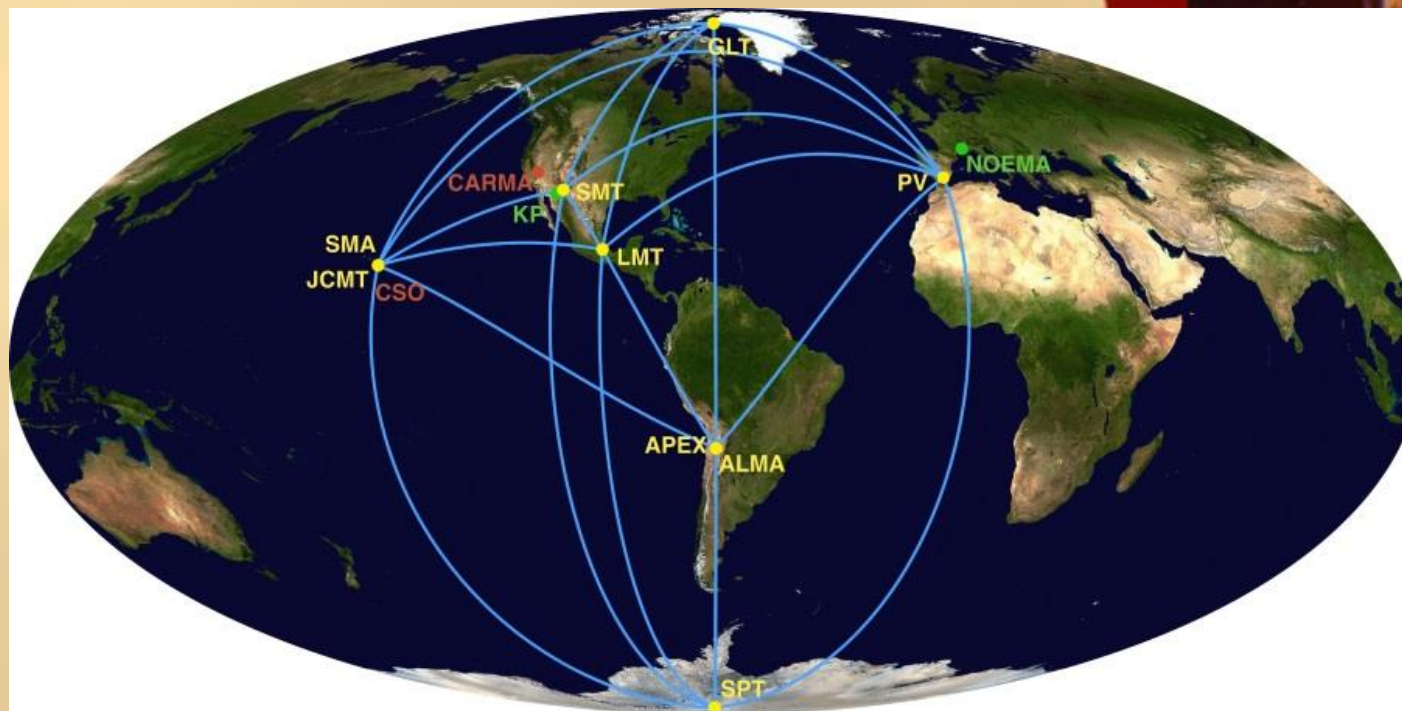 GLT
CARMA
SMT
KP
PV
NOEMA
SMA
LMT
JCMT
CSO
APEX
ALMA
SPT